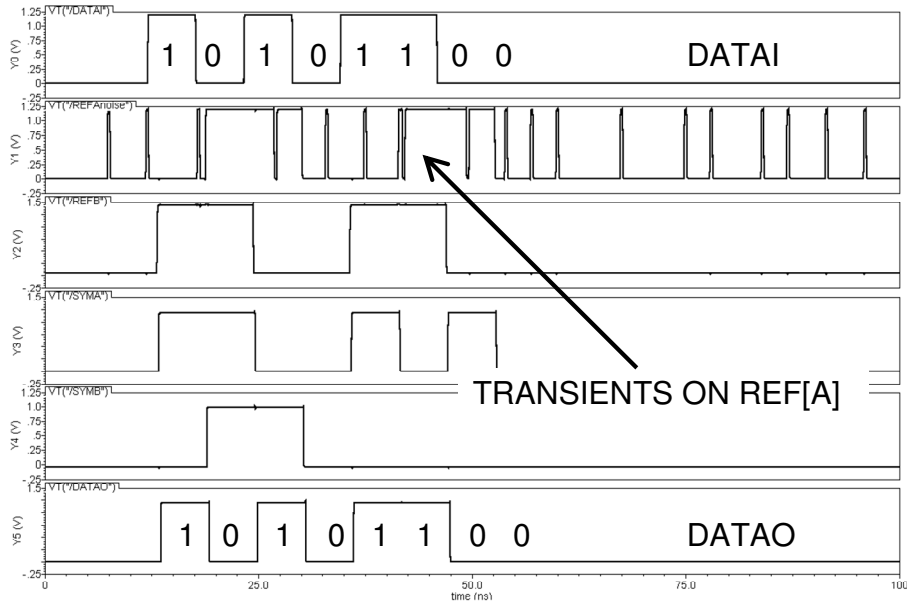 VT("/DATAI")
1.25
1.0
.75
.5
.25
0
-.25
Y0 (V)
1 0 1 0 1 1 0 0 DATAI
VT("/REFAnoise")
1.25
1.0
.75
.5
.25
0
-.25
Y1 (V)
VT("/REFB")
1.5
-.25
Y2 (V)
VT("/SYMA")
1.5
-.25
Y3 (V)
TRANSIENTS ON REF[A]
VT("/SYMB")
1.25
1.0
.75
.5
.25
0
-.25
Y4 (V)
VT("/DATAO")
1.5
-.25
Y5 (V)
1 0 1 0 1 1 0 0 DATAO
0 25.0 50.0 75.0 100
time (ns)